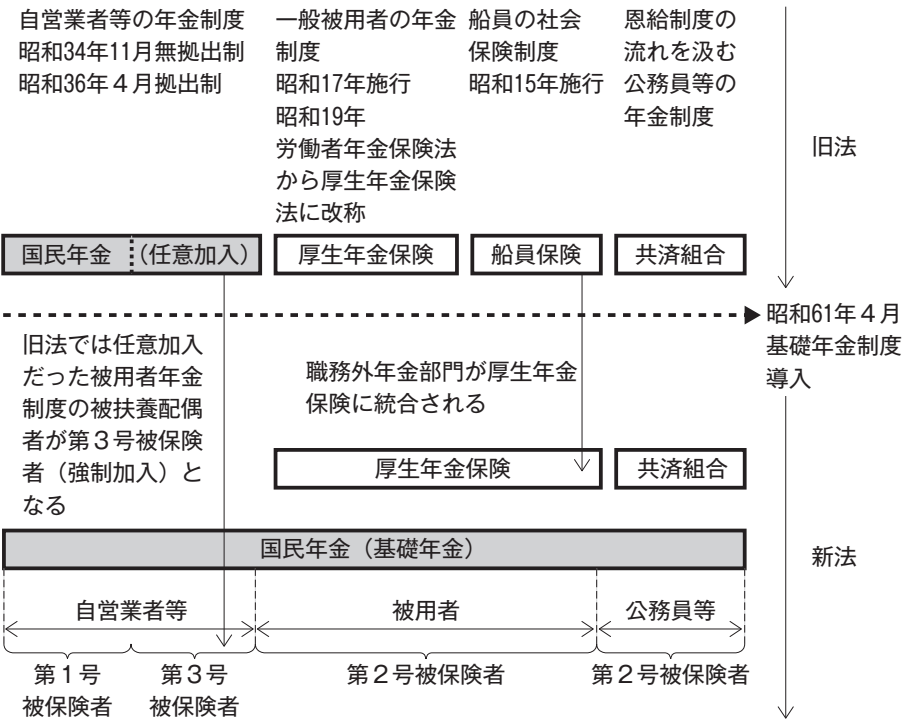 自営業者等の年金制度
昭和34年11月無拠出制
昭和36年４月拠出制
一般被用者の年金
制度
昭和17年施行
昭和19年
労働者年金保険法
から厚生年金保険
法に改称
船員の社会
保険制度
昭和15年施行
恩給制度の
流れを汲む
公務員等の
年金制度
旧法
国民年金（任意加入）
厚生年金保険
船員保険
共済組合
昭和61年４月
基礎年金制度
導入
旧法では任意加入
だった被用者年金
制度の被扶養配偶
者が第３号被保険
者（強制加入）と
なる
職務外年金部門が厚生年金
保険に統合される
厚生年金保険
共済組合
国民年金（基礎年金）
新法
自営業者等
被用者
公務員等
第１号
被保険者
第３号
被保険者
第２号被保険者
第２号被保険者